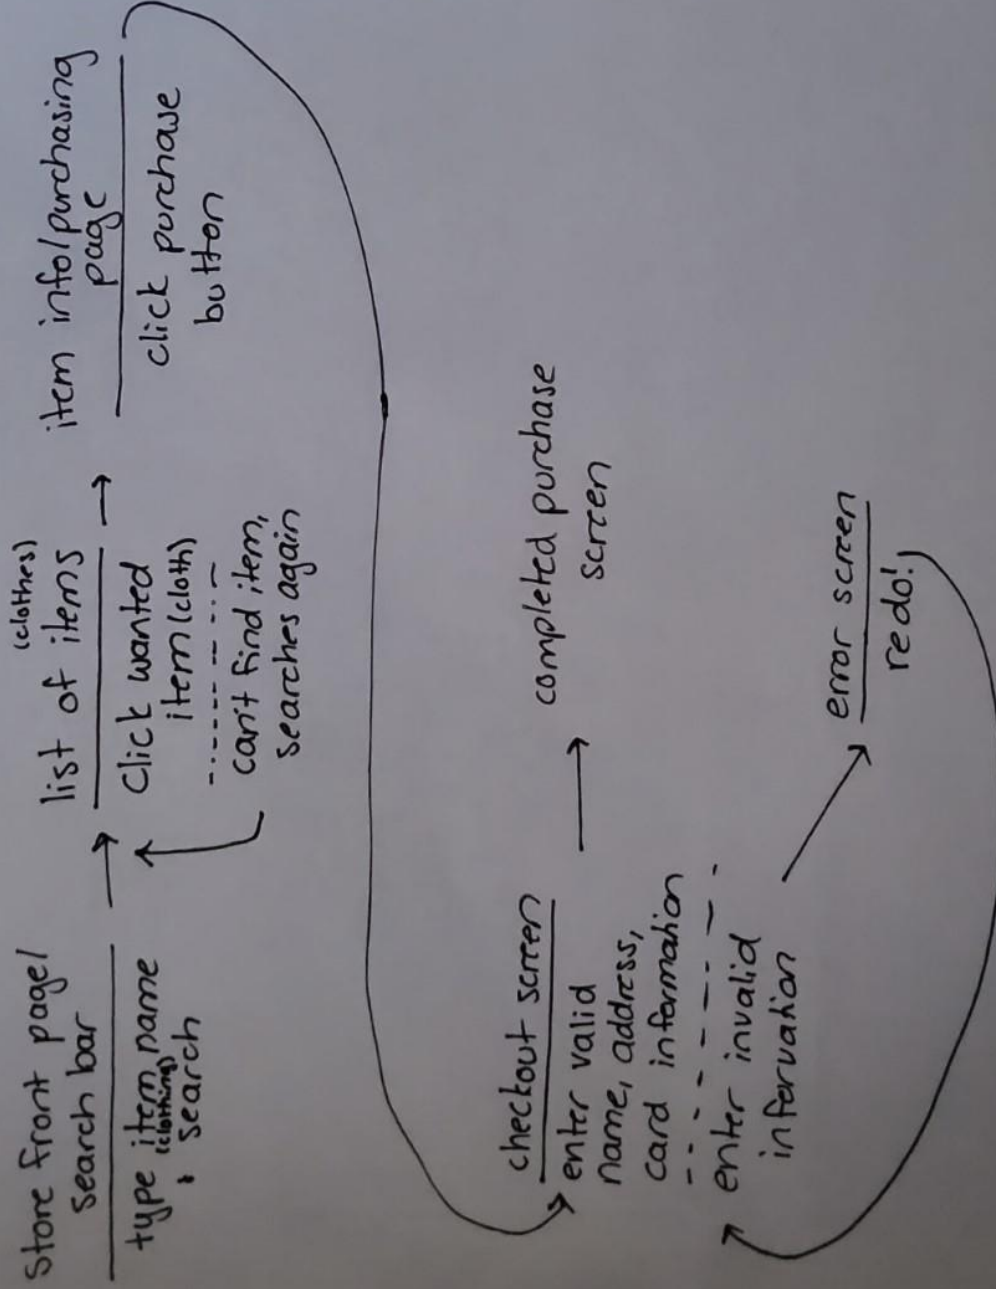 Store front page/
search bar
type item name
(clothing)
& search
(clothes)
list of items
Click wanted
item (cloth)
can't find item,
searches again
item info/purchasing
page
click purchase
button
checkout screen
enter valid
name, address,
card information
enter invalid
infor vation
completed purchase
screen
error screen
redo!